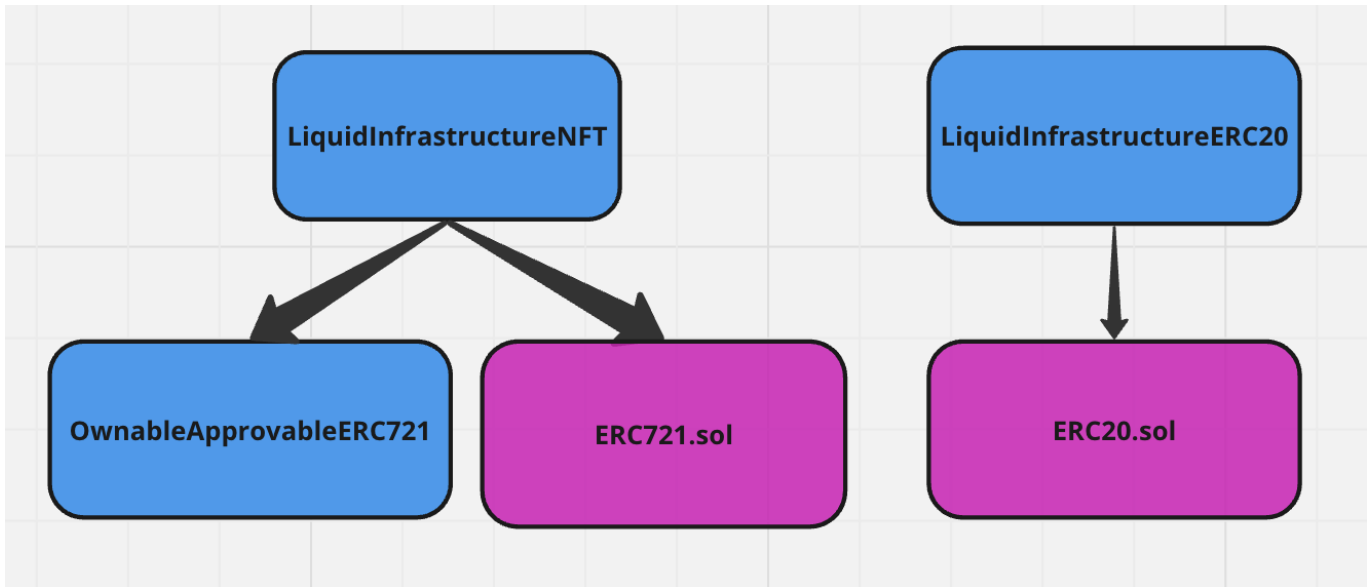 LiquidInfrastructureNFT
LiquidInfrastructureERC20
OwnableApprovableERC721
ERC721.sol
ERC20.sol